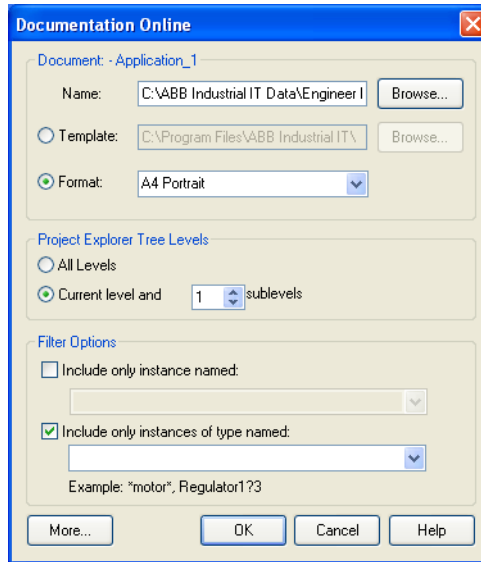 Documentation Online
Document: - Application_1
Name: C:\ABB Industrial IT Data\Engineer I Browse...
Template: C:\Program Files\ABB Industrial IT\ Browse...
Format: A4 Portrait
Project Explorer Tree Levels
All Levels
Current level and 1 sublevels
Filter Options
Include only instance named:
Include only instances of type named:
Example: *motor*, Regulator1?3
More... OK Cancel Help